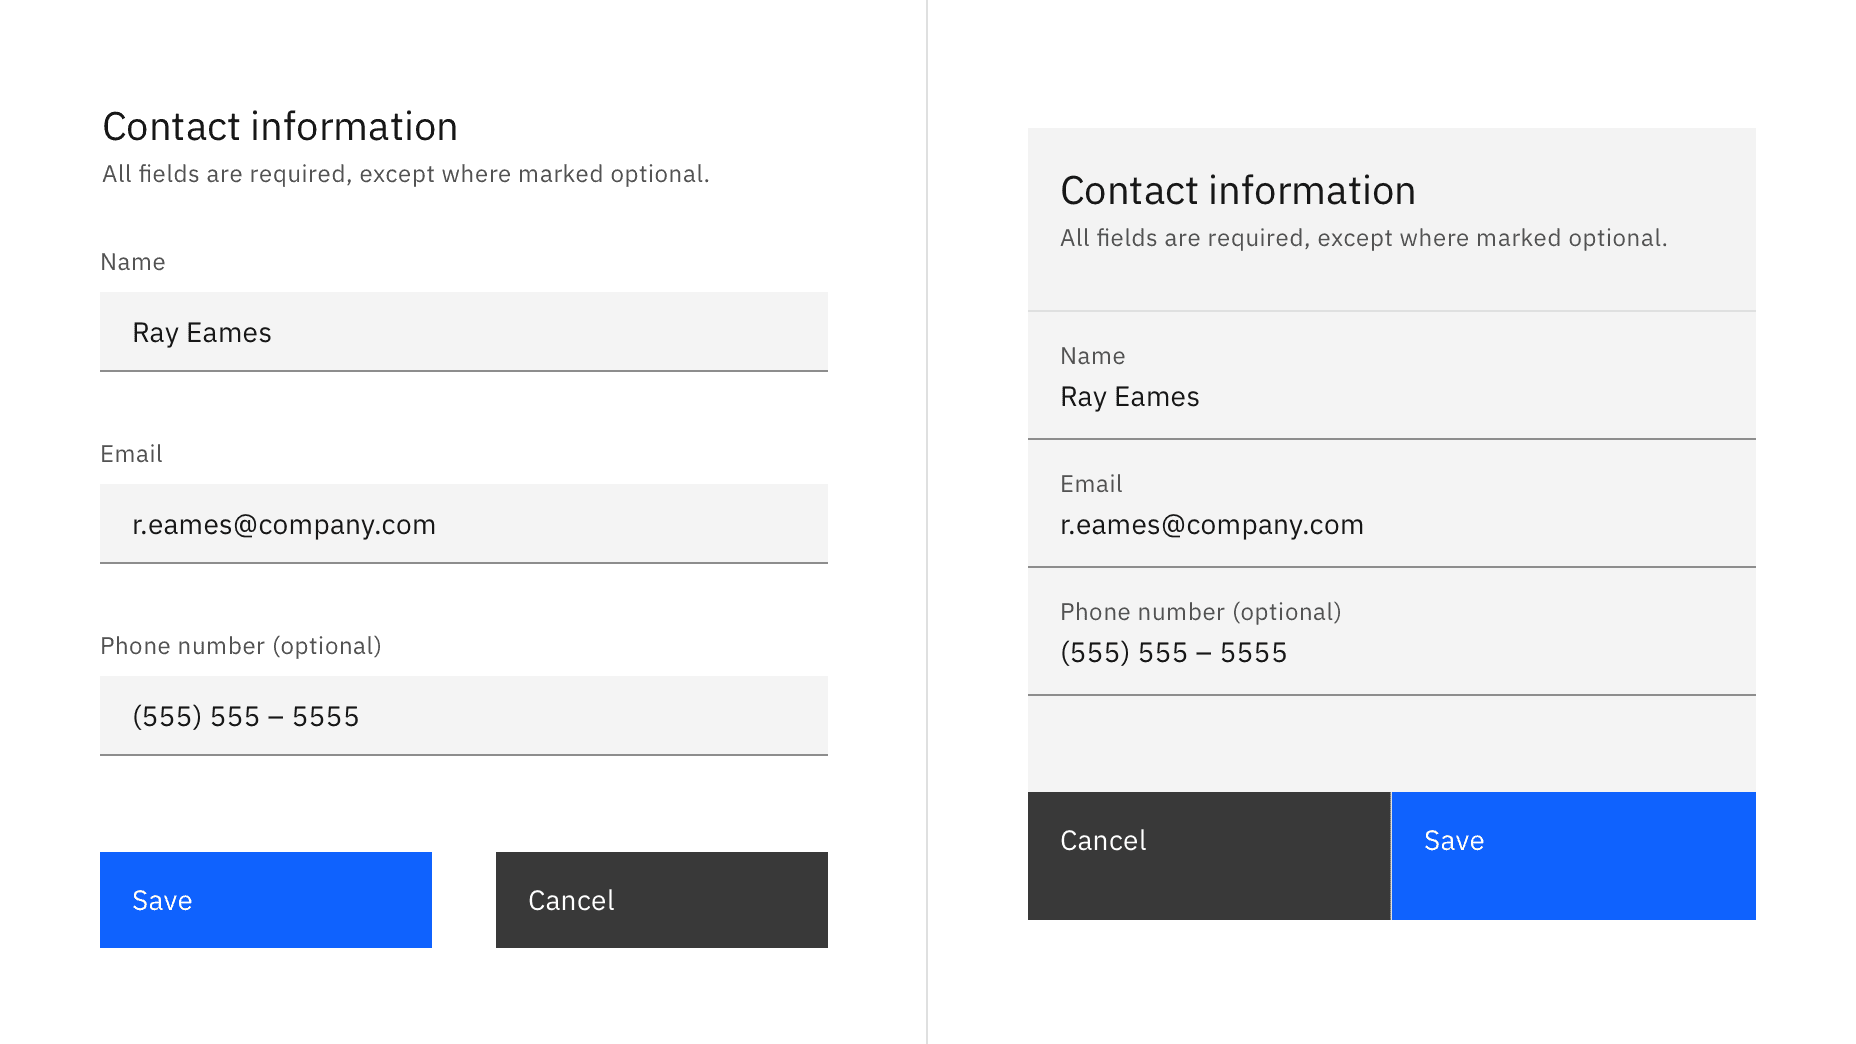 Contact information
All fields are required, except where marked optional.
Name
Ray Eames
Email
r.eames@company.com
Phone number (optional)
(555) 555 – 5555
Save
Cancel
Contact information
All fields are required, except where marked optional.
Name
Ray Eames
Email
r.eames@company.com
Phone number (optional)
(555) 555 – 5555
Cancel
Save